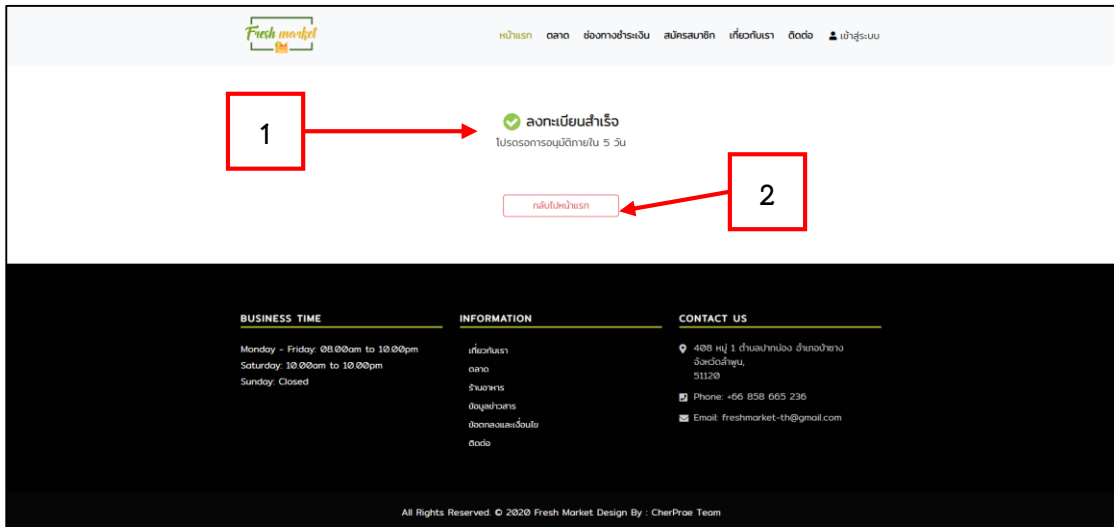 Fresh market
หน้าแรก ตลาด ช่องทางชำระเงิน สมัครสมาชิก เกี่ยวกับเรา ติดต่อ เข้าสู่ระบบ
1
ลงทะเบียนสำเร็จ
โปรดรอการอนุมัติภายใน 5 วัน
2
กลับไปหน้าแรก
BUSINESS TIME
Monday - Friday: 08.00am to 10.00pm
Saturday: 10.00am to 10.00pm
Sunday: Closed
INFORMATION
เกี่ยวกับเรา
ตลาด
ร้านอาหาร
ข้อมูลข่าวสาร
ข้อตกลงและเงื่อนไข
ติดต่อ
CONTACT US
408 หมู่ 1 ตำบลปากบ่อง อำเภอป่าซาง
จังหวัดลำพูน,
51120
Phone: +66 858 665 236
Email: freshmarket-th@gmail.com
All Rights Reserved. © 2020 Fresh Market Design By : CherProe Team